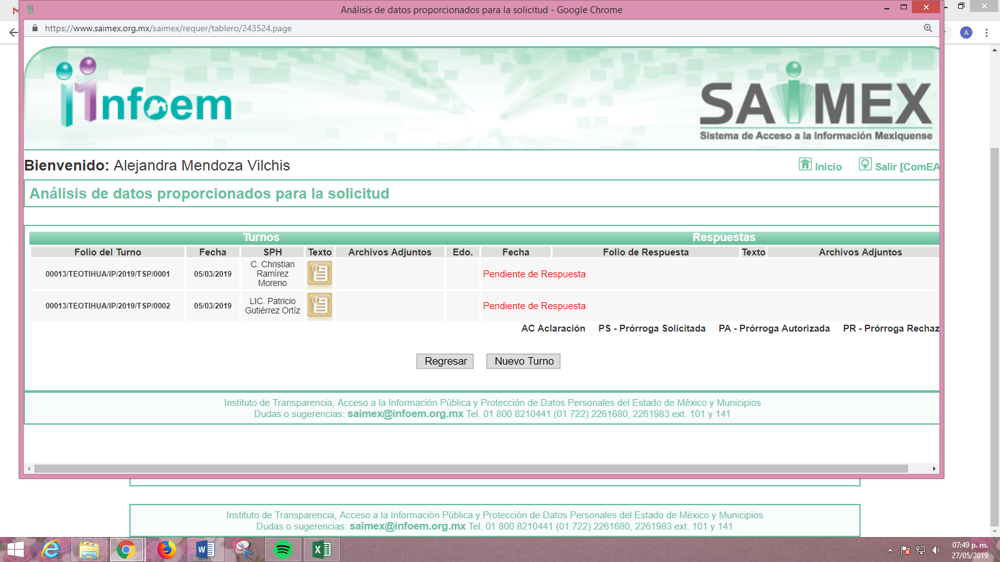 Análisis de datos proporcionados para la solicitud - Google Chrome
https://www.saimex.org.mx/saimex/requer/tablero/243524.page
A
infoem
SAIMEX
Sistema de Acceso a la Información Mexiquense
Bienvenido: Alejandra Mendoza Vilchis
Inicio
Salir [ComEA
Análisis de datos proporcionados para la solicitud
Turnos Respuestas
Folio del Turno Fecha SPH Texto Archivos Adjuntos Edo. Fecha Folio de Respuesta Texto Archivos Adjuntos
00013/TEOTIHUA/IP/2019/TSP/0001 05/03/2019 C. Christian Ramírez Moreno Pendiente de Respuesta
00013/TEOTIHUA/IP/2019/TSP/0002 05/03/2019 LIC. Patricio Gutiérrez Ortíz Pendiente de Respuesta
AC Aclaración PS - Prórroga Solicitada PA - Prórroga Autorizada PR - Prórroga Rechaz
Regresar Nuevo Turno
Instituto de Transparencia, Acceso a la Información Pública y Protección de Datos Personales del Estado de México y Municipios
Dudas o sugerencias: saimex@infoem.org.mx Tel. 01 800 8210441 (01 722) 2261680, 2261983 ext. 101 y 141
Instituto de Transparencia, Acceso a la Información Pública y Protección de Datos Personales del Estado de México y Municipios
Dudas o sugerencias: saimex@infoem.org.mx Tel. 01 800 8210441 (01 722) 2261680, 2261983 ext. 101 y 141
07:49 p. m.
27/05/2019